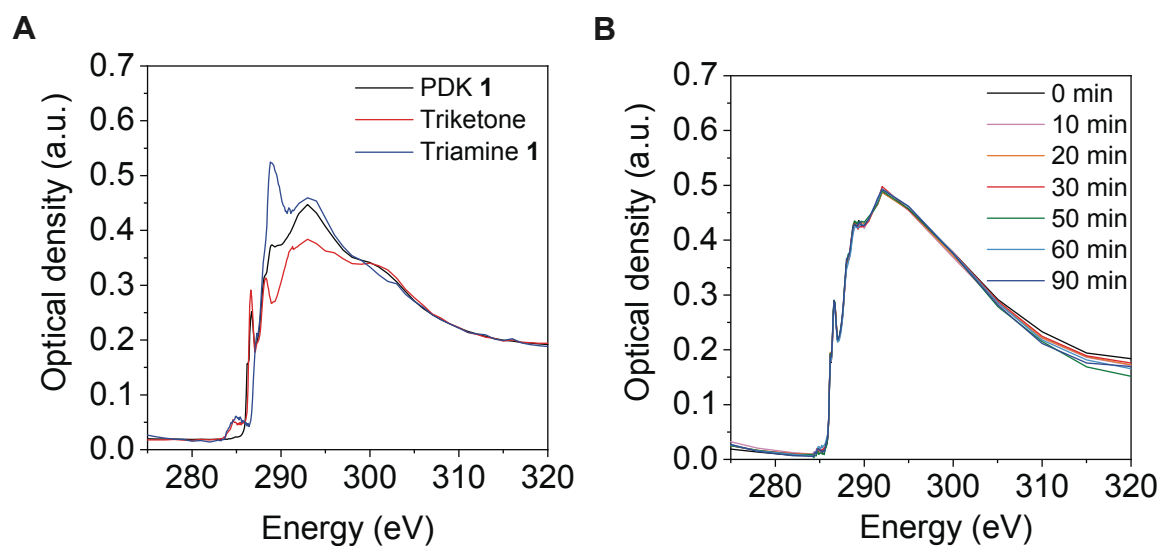 A
Optical density (a.u.)
0.7
0.6
0.5
0.4
0.3
0.2
0.1
0.0
PDK 1
Triketone
Triamine 1
280 290 300 310 320
Energy (eV)
B
Optical density (a.u.)
0.7
0.6
0.5
0.4
0.3
0.2
0.1
0.0
0 min
10 min
20 min
30 min
50 min
60 min
90 min
280 290 300 310 320
Energy (eV)